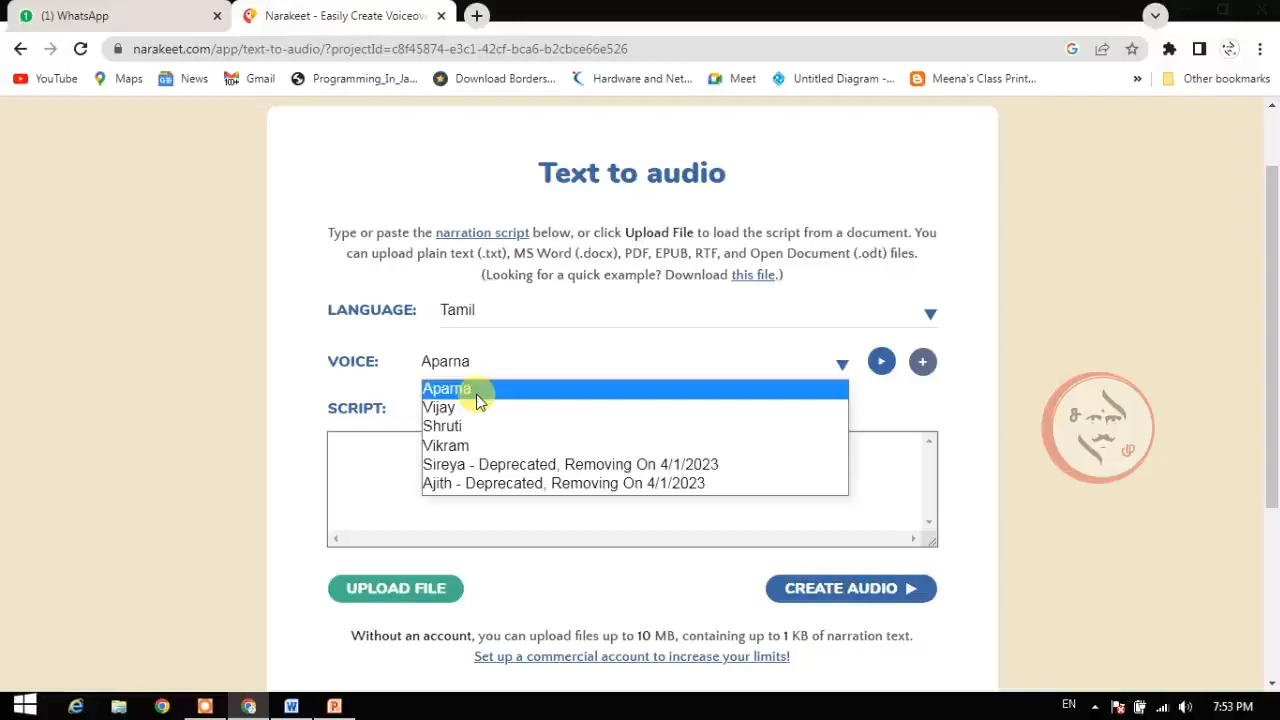 (1) WhatsApp
Narakeet - Easily Create Voiceove
narakeet.com/app/text-to-audio/?projectId=c8f45874-e3c1-42cf-bca6-b2cbce66e526
YouTube Maps News Gmail Programming_In_Ja... Download Borders... Hardware and Net... Meet Untitled Diagram -... Meena's Class Print... » Other bookmarks
Text to audio
Type or paste the narration script below, or click Upload File to load the script from a document. You
can upload plain text (.txt), MS Word (.docx), PDF, EPUB, RTF, and Open Document (.odt) files.
(Looking for a quick example? Download this file.)
LANGUAGE: Tamil
VOICE: Aparna
Aparna
SCRIPT:
Vijay
Shruti
Vikram
Sireya - Deprecated, Removing On 4/1/2023
Ajith - Deprecated, Removing On 4/1/2023
UPLOAD FILE
CREATE AUDIO
Without an account, you can upload files up to 10 MB, containing up to 1 KB of narration text.
Set up a commercial account to increase your limits!
EN 7:53 PM